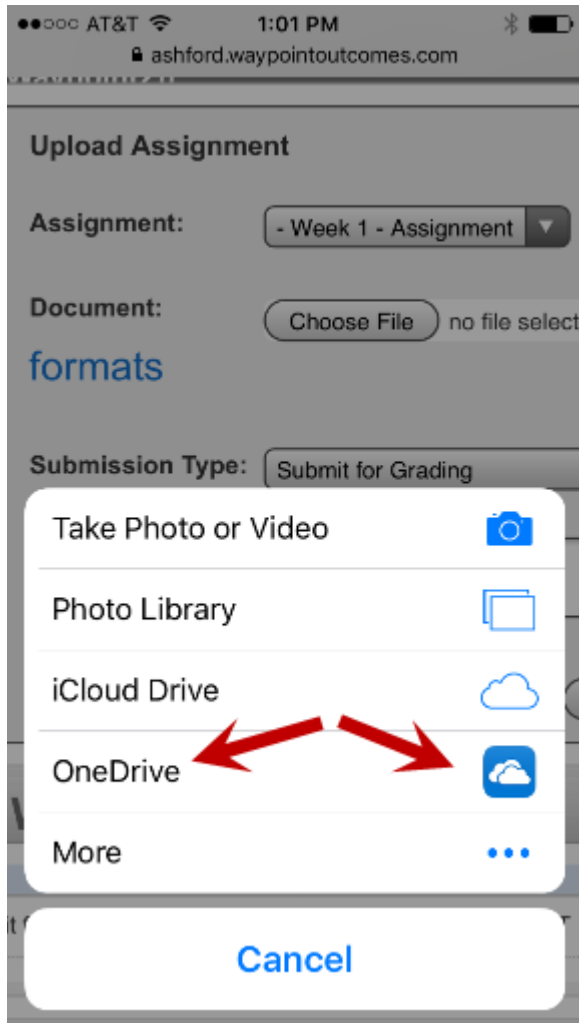 AT&T 1:01 PM
ashford.waypointoutcomes.com
Upload Assignment
Assignment: - Week 1 - Assignment
Document: Choose File no file select
formats
Submission Type: Submit for Grading
Take Photo or Video
Photo Library
iCloud Drive
OneDrive
More
Cancel